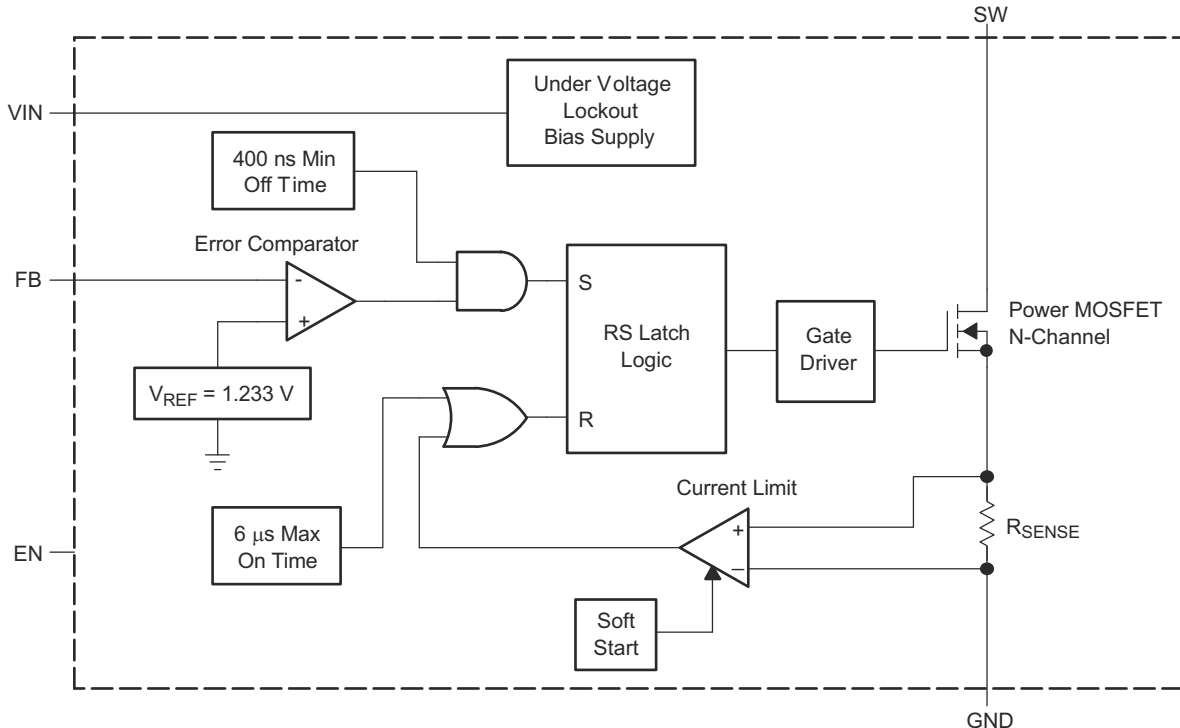 SW
Under Voltage
Lockout
Bias Supply
VIN
400 ns Min
Off Time
Error Comparator
FB
-
+
S
RS Latch
Logic
R
Gate
Driver
Power MOSFET
N-Channel
VREF = 1.233 V
Current Limit
+
–
RSENSE
6 μs Max
On Time
EN
Soft
Start
GND